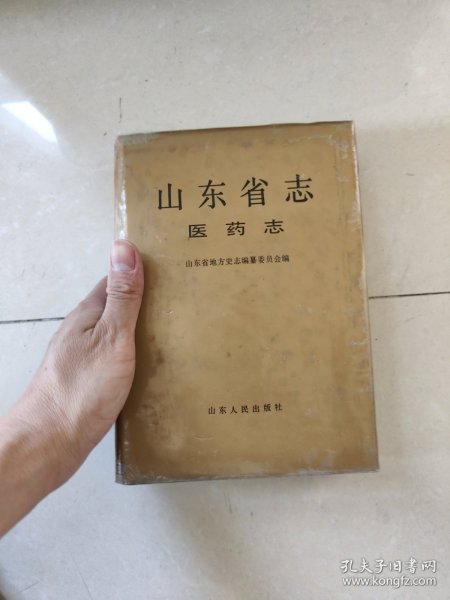 山东省志
医药志
山东省地方史志编纂委员会编
山东人民出版社
孔夫子旧书网
www.kongfz.com